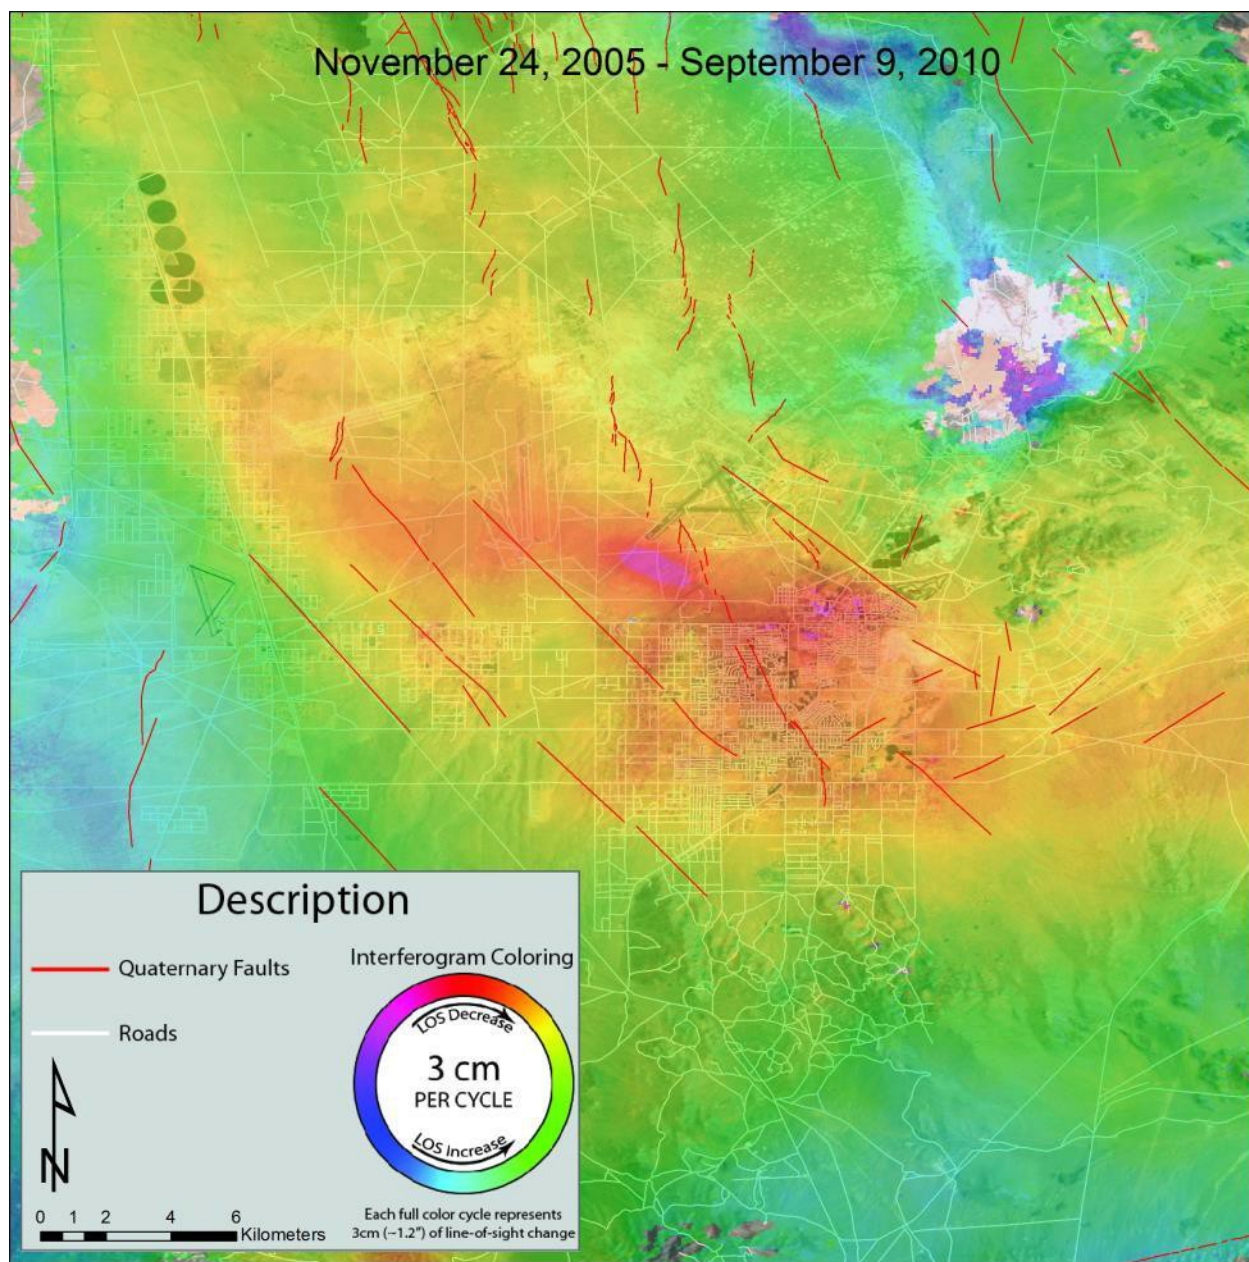 November 24, 2005 - September 9, 2010
Description
Quaternary Faults
Roads
N
0 1 2 4 6
Kilometers
Interferogram Coloring
LOS Decrease
3 cm
PER CYCLE
LOS Increase
Each full color cycle represents
3cm (~1.2") of line-of-sight change